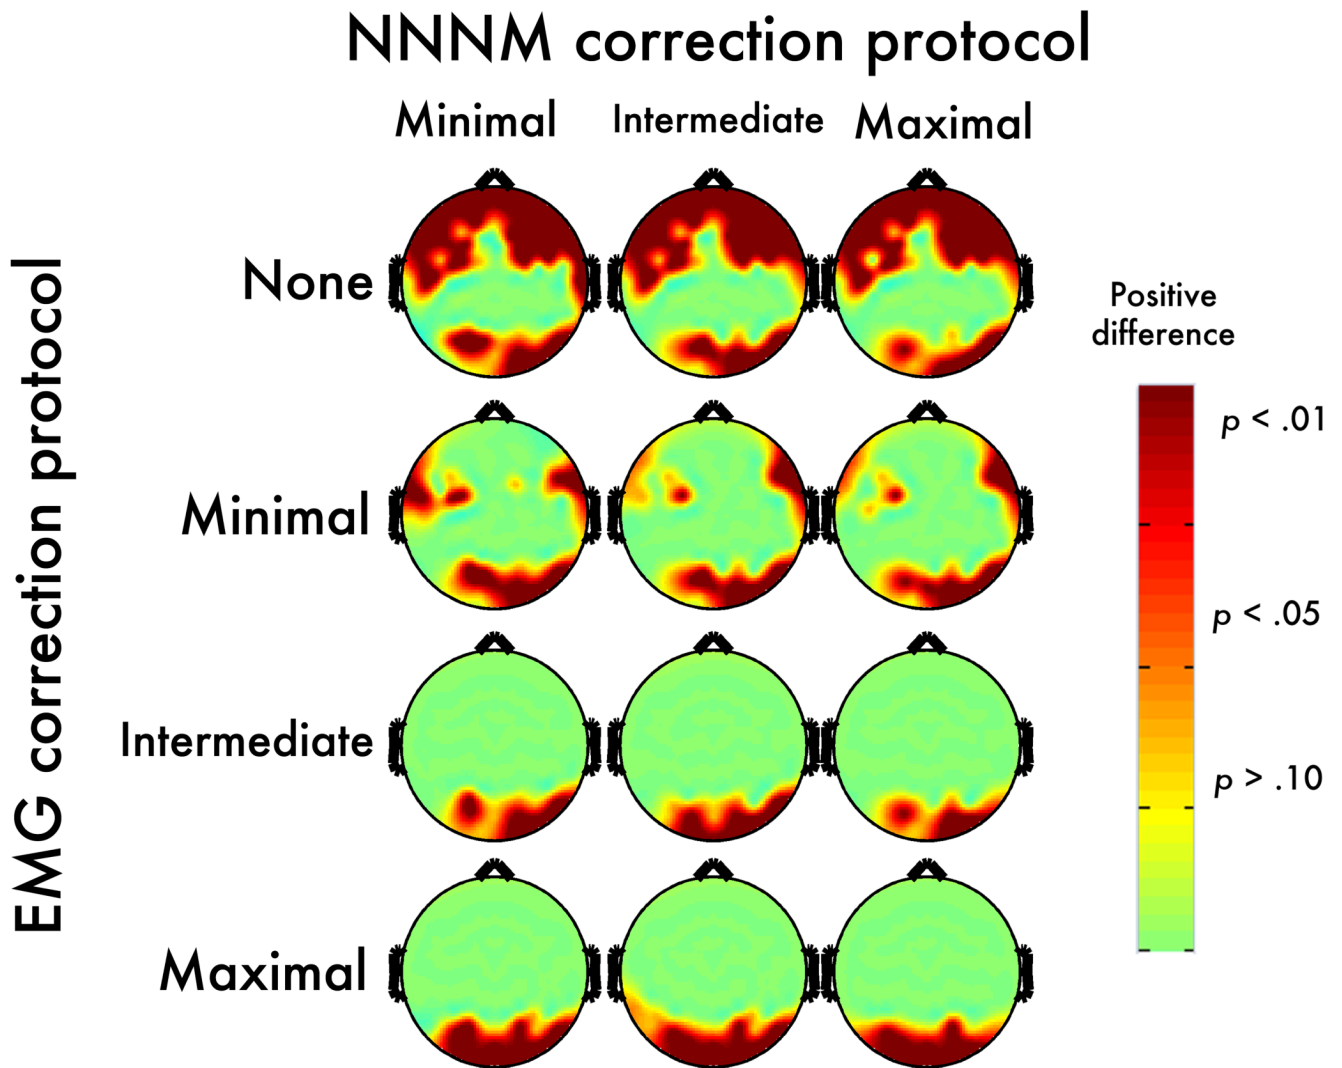 NNNM correction protocol
Minimal
Intermediate
Maximal
EMG correction protocol
None
Minimal
Intermediate
Maximal
Positive
difference
p < .01
p < .05
p > .10